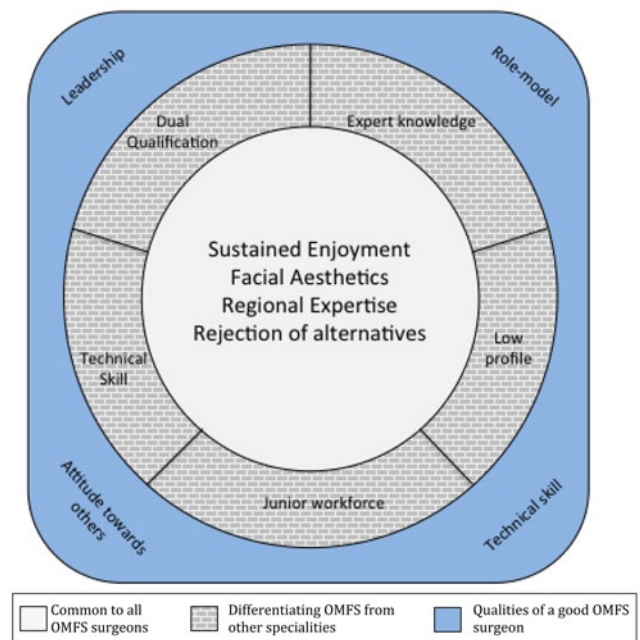 Leadership
Role-model
Dual
Qualification
Expert knowledge
Sustained Enjoyment
Facial Aesthetics
Regional Expertise
Rejection of alternatives
Technical
Skill
Low
profile
Junior workforce
Attitude towards
others
Technical skill
Common to all
OMFS surgeons
Differentiating OMFS from
other specialities
Qualities of a good OMFS
surgeon